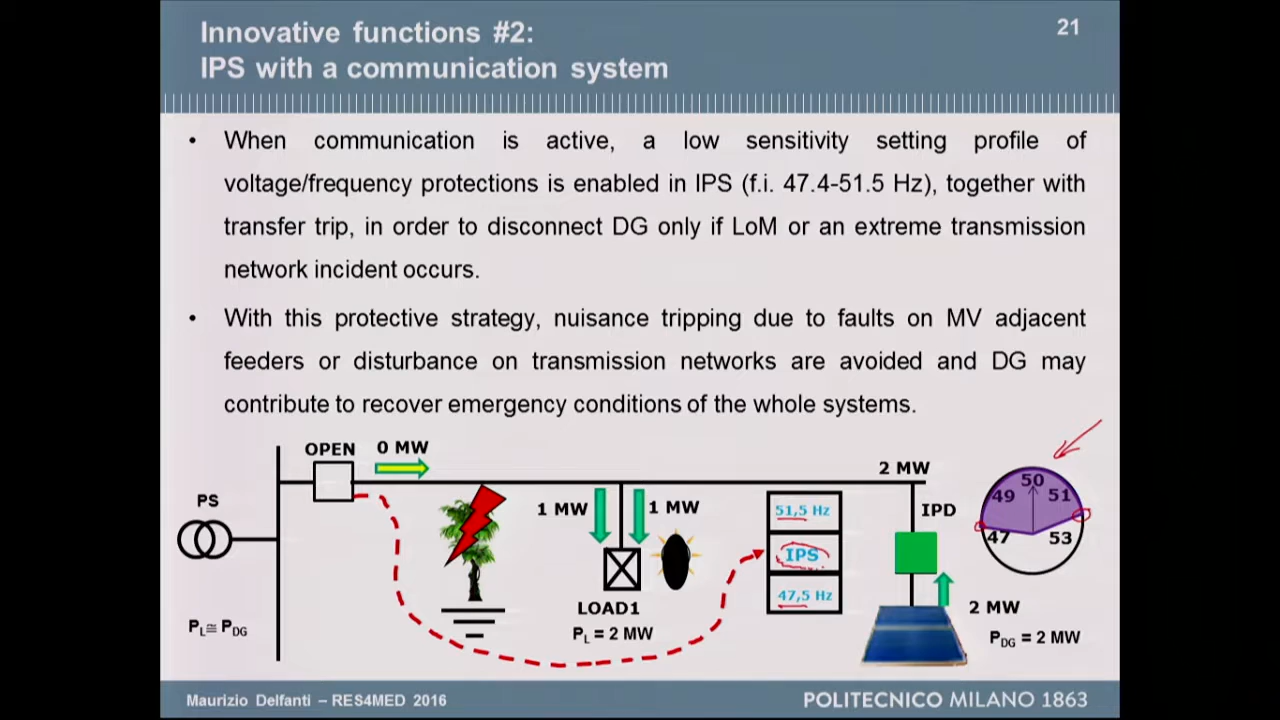 Innovative functions #2:
21
IPS with a communication system
• When communication is active, a low sensitivity setting profile of
voltage/frequency protections is enabled in IPS (f.i. 47.4-51.5 Hz), together with
transfer trip, in order to disconnect DG only if LoM or an extreme transmission
network incident occurs.
• With this protective strategy, nuisance tripping due to faults on MV adjacent
feeders or disturbance on transmission networks are avoided and DG may
contribute to recover emergency conditions of the whole systems.
OPEN 0 MW
2 MW
PS
1 MW
1 MW
51,5 Hz
IPS
47,5 Hz
IPD
50
49 51
47 53
LOAD1
PL = 2 MW
PL≅ PDG
2 MW
PDG = 2 MW
Maurizio Delfanti – RES4MED 2016
POLITECNICO MILANO 1863